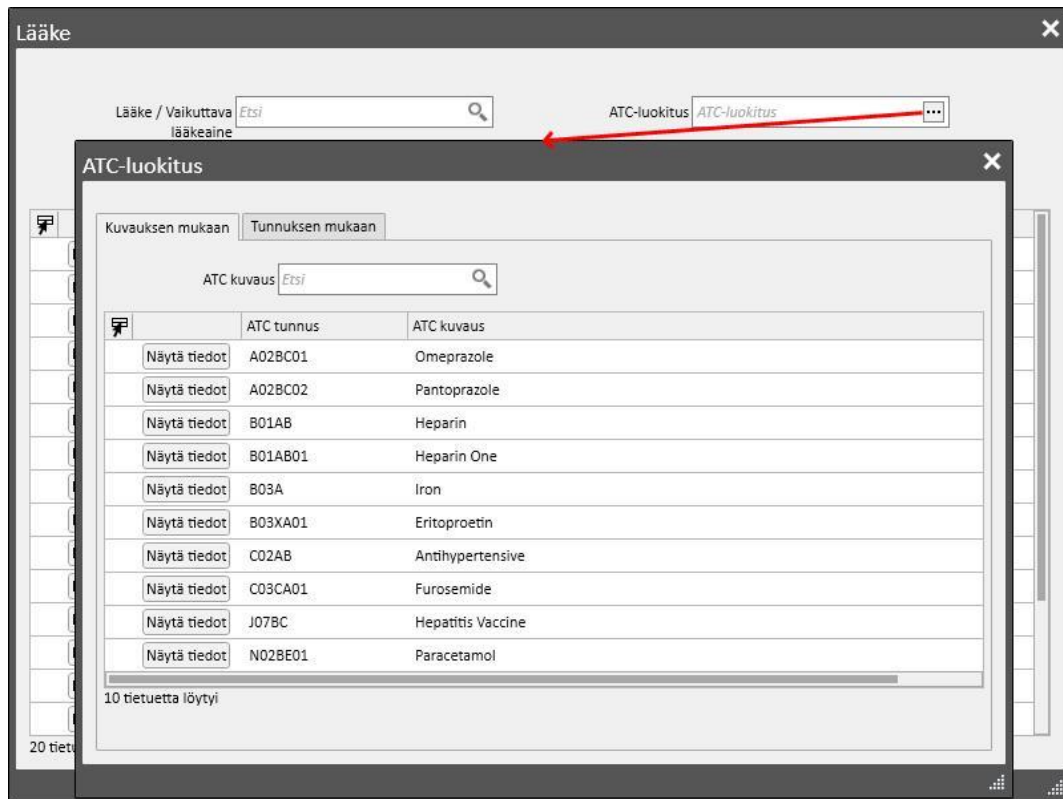 Lääke
Lääke / Vaikuttava Etsi ATC-luokitus ATC-luokitus ...
lääkeaine
ATC-luokitus
Kuvauksen mukaan Tunnuksen mukaan
ATC kuvaus Etsi
ATC tunnus ATC kuvaus
Näytä tiedot A02BC01 Omeprazole
Näytä tiedot A02BC02 Pantoprazole
Näytä tiedot B01AB Heparin
Näytä tiedot B01AB01 Heparin One
Näytä tiedot B03A Iron
Näytä tiedot B03XA01 Eritoproetin
Näytä tiedot C02AB Antihypertensive
Näytä tiedot C03CA01 Furosemide
Näytä tiedot J07BC Hepatitis Vaccine
Näytä tiedot N02BE01 Paracetamol
10 tietuetta löytyi
20